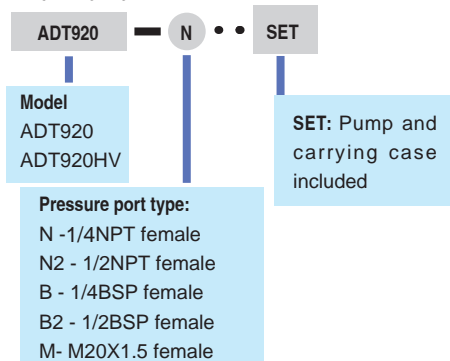 ADT920 — N • • SET
Model
ADT920
ADT920HV
SET: Pump and
carrying case
included
Pressure port type:
N -1/4NPT female
N2 - 1/2NPT female
B - 1/4BSP female
B2 - 1/2BSP female
M- M20X1.5 female